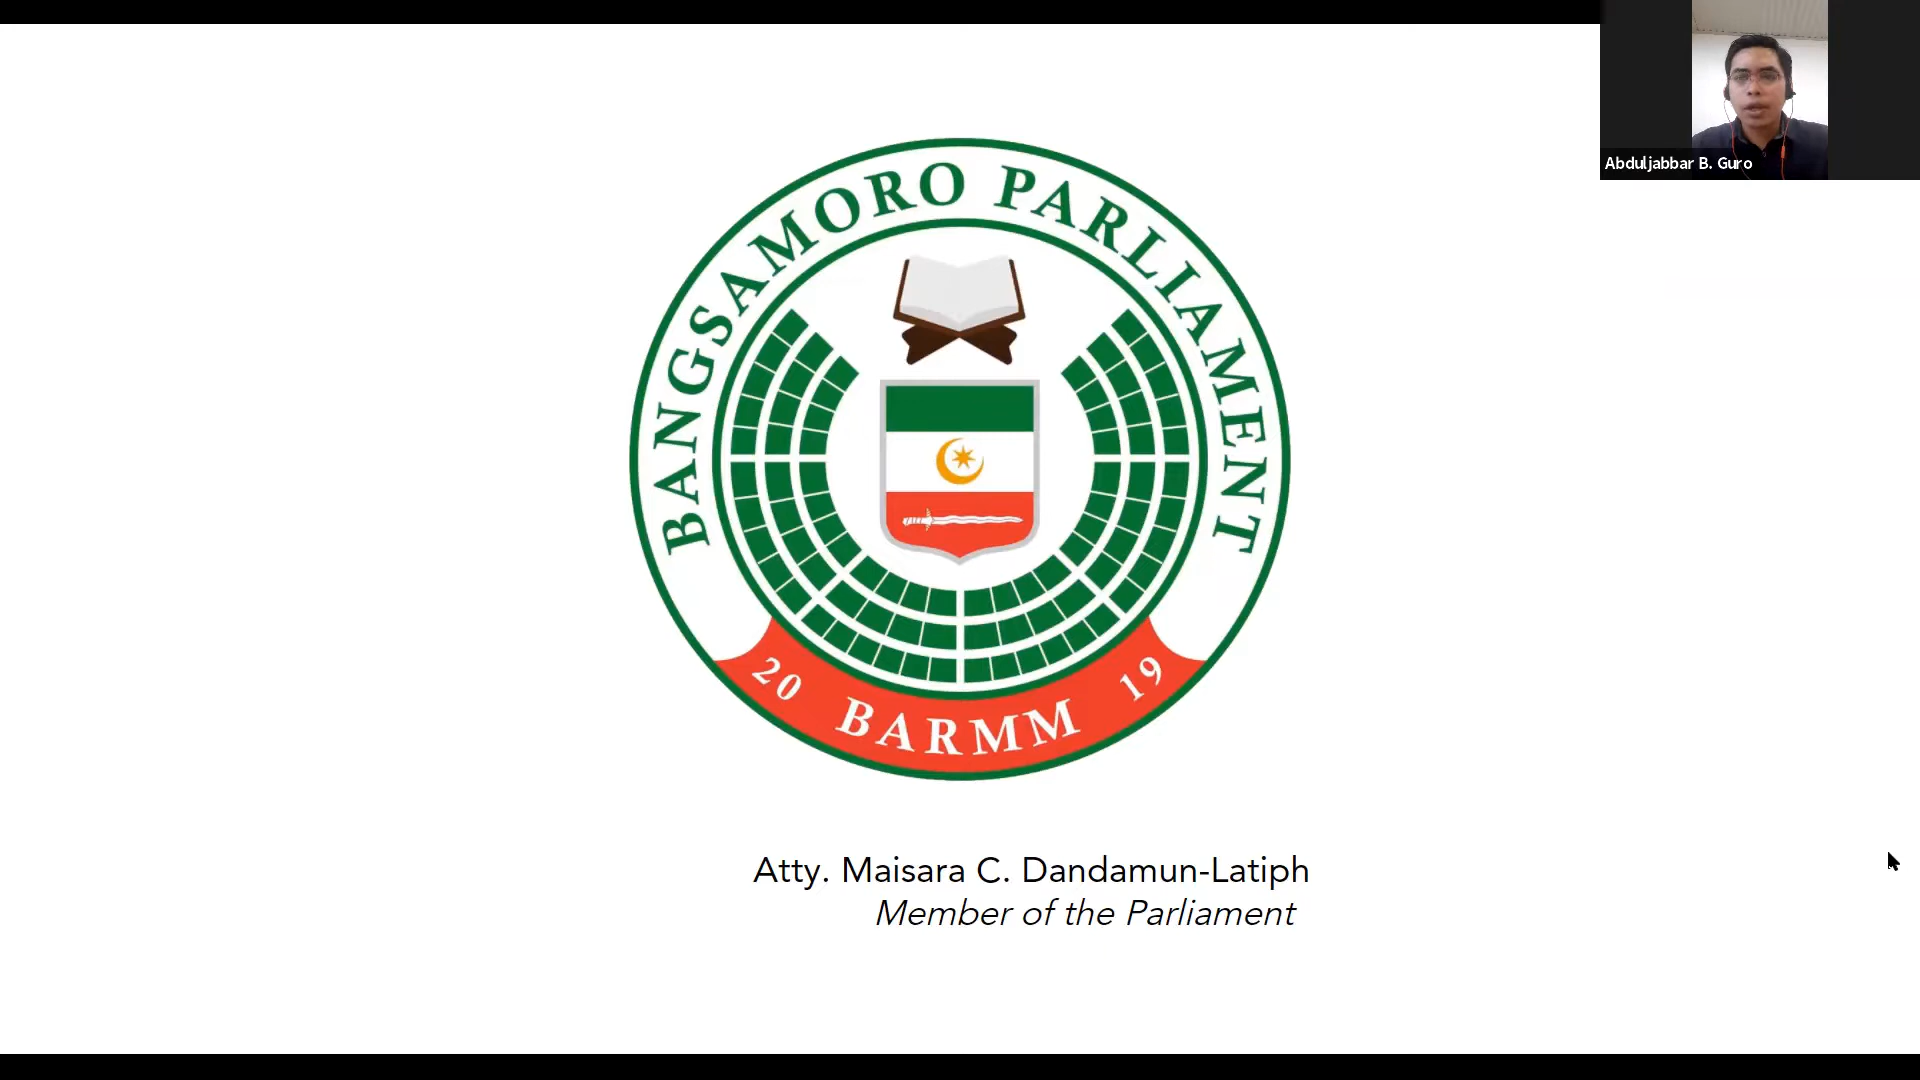 BANGSAMORO PARLIAMENT
20 BARMM 19
Atty. Maisara C. Dandamun-Latiph
Member of the Parliament
Abduljabbar B. Guro